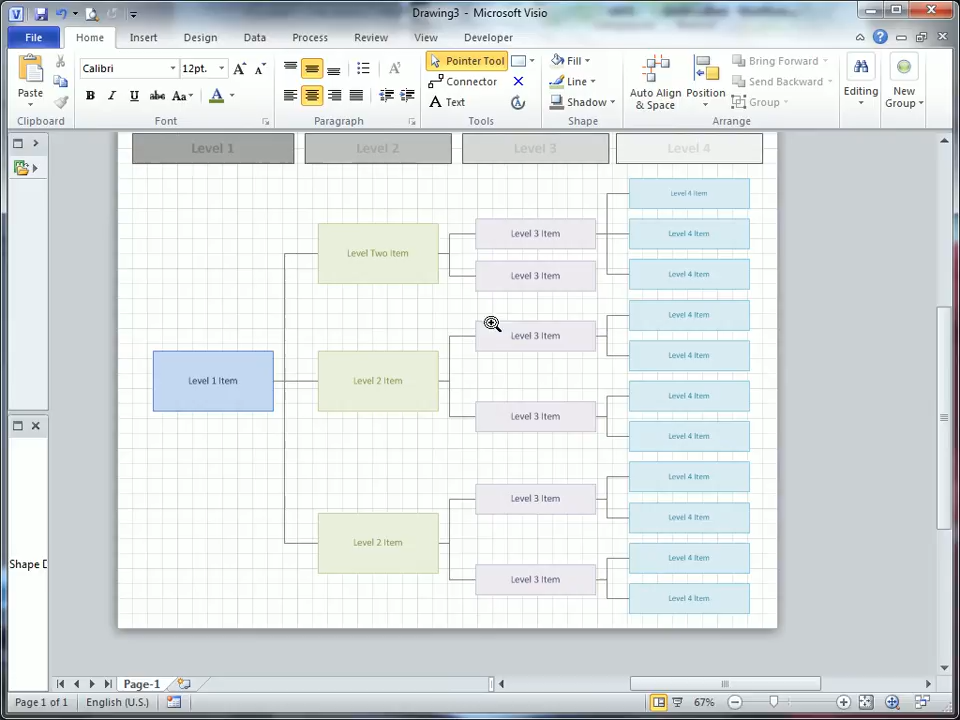 Drawing3 - Microsoft Visio
File
Home
Insert
Design
Data
Process
Review
View
Developer
Paste
Clipboard
Calibri
12pt.
B I U abc Aa
A
Font
Paragraph
Pointer Tool
Connector
A Text
Tools
Fill
Line
Shadow
Shape
Auto Align
& Space
Position
Bring Forward
Send Backward
Group
Arrange
Editing
New
Group
Level 1
Level 2
Level 3
Level 4
Level 1 Item
Level Two Item
Level 2 Item
Level 2 Item
Level 3 Item
Level 3 Item
Level 3 Item
Level 3 Item
Level 3 Item
Level 3 Item
Level 4 Item
Level 4 Item
Level 4 Item
Level 4 Item
Level 4 Item
Level 4 Item
Level 4 Item
Level 4 Item
Level 4 Item
Level 4 Item
Level 4 Item
Page-1
Page 1 of 1
English (U.S.)
67%